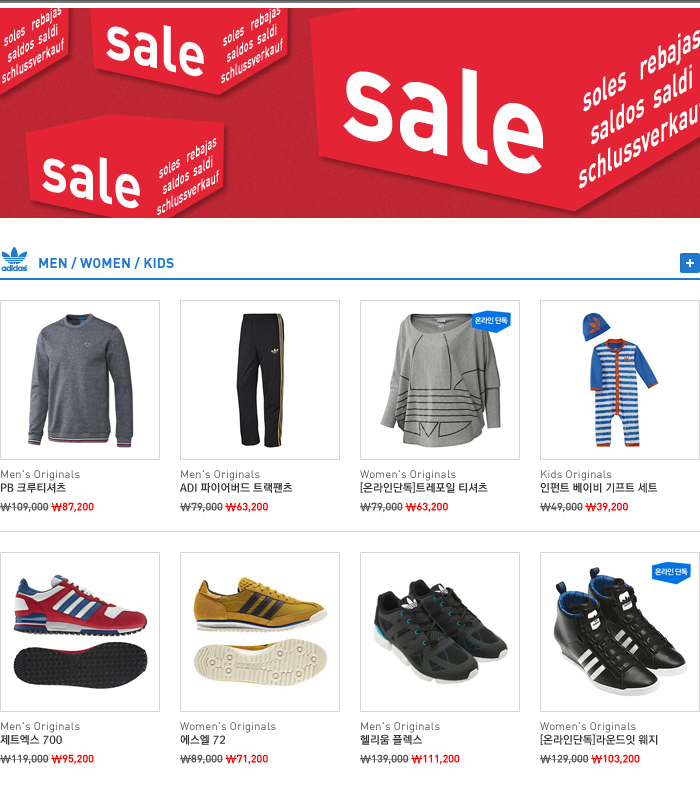 soles rebajas
saldos saldi
schlussverkauf
sale
soles rebajas
saldos saldi
schlussverkauf
sale
soles rebajas
saldos saldi
schlussverkauf
sale
soles rebajas
saldos saldi
schlussverkauf
adidas
MEN / WOMEN / KIDS
+
온라인 단독
Men's Originals
PB 크루티셔츠
₩109,000 ₩87,200
Women's Originals
[온라인단독]트레포일 티셔츠
₩79,000 ₩63,200
Men's Originals
ADI 파이어버드 트랙팬츠
₩79,000 ₩63,200
Kids Originals
인펀트 베이비 기프트 세트
₩49,000 ₩39,200
온라인 단독
Men's Originals
제트엑스 700
₩119,000 ₩95,200
Women's Originals
에스엘 72
₩89,000 ₩71,200
Men's Originals
헬리움 플렉스
₩139,000 ₩111,200
Women's Originals
[온라인단독]라운드잇 웨지
₩129,000 ₩103,200